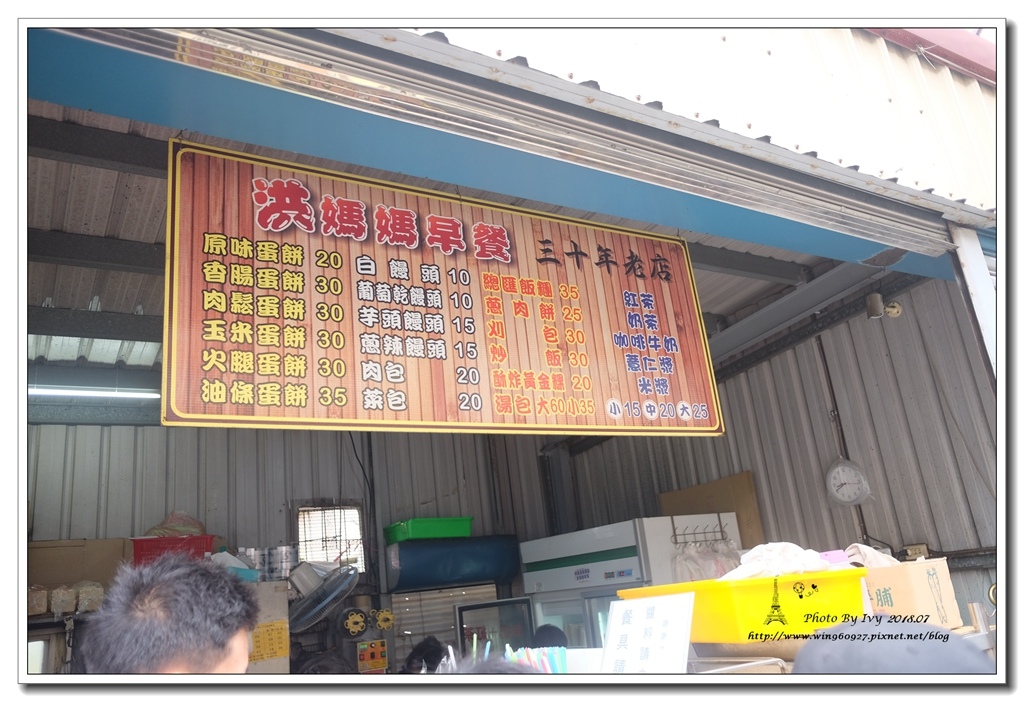 洪媽媽早餐
三十年老店
原味蛋餅 20
香腸蛋餅 30
肉鬆蛋餅 30
玉米蛋餅 30
火腿蛋餅 30
油條蛋餅 35
白饅頭 10
葡萄乾饅頭 10
芋頭饅頭 15
蔥辣饅頭 15
肉包 20
菜包 20
總匯飯糰 35
蔥肉餅 25
刈包 30
炒飯 30
酥炸黃金粿 20
湯包大60小35
紅茶
奶茶
咖啡牛奶
薏仁漿
米漿
小15中20大25
脯
Photo By Ivy 2018.07
http://www.win960927.pixnet.net/blog